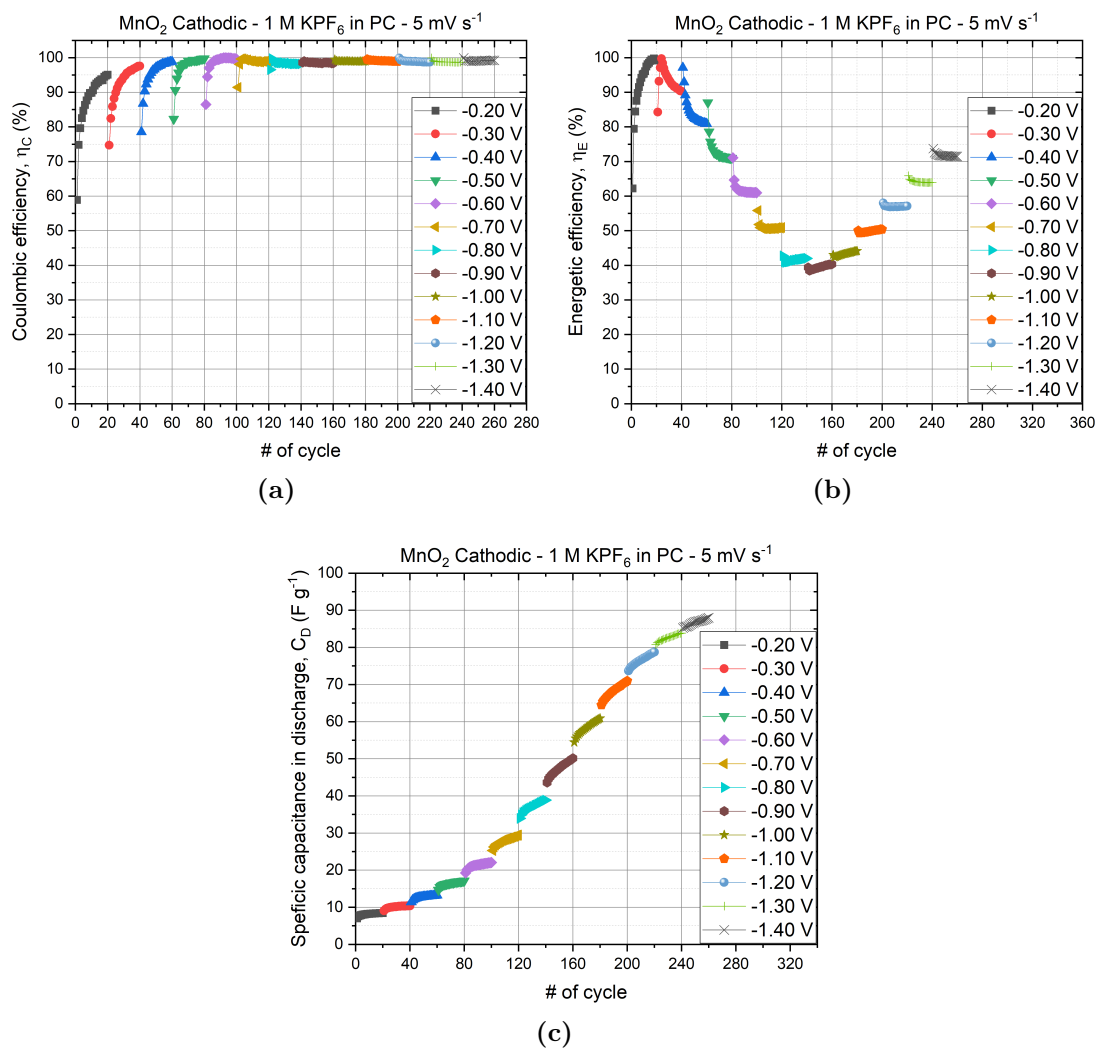 MnO₂ Cathodic - 1 M KPF₆ in PC - 5 mV s⁻¹
Coulombic efficiency, η_C (%)
100
90
80
70
60
50
40
30
20
10
0
0 20 40 60 80 100 120 140 160 180 200 220 240 260 280 300
# of cycle
-0.20 V
-0.30 V
-0.40 V
-0.50 V
-0.60 V
-0.70 V
-0.80 V
-0.90 V
-1.00 V
-1.10 V
-1.20 V
-1.30 V
-1.40 V
(a)
MnO₂ Cathodic - 1 M KPF₆ in PC - 5 mV s⁻¹
Energetic efficiency, η_E (%)
100
90
80
70
60
50
40
30
20
10
0
0 40 80 120 160 200 240 280 320 360
# of cycle
-0.20 V
-0.30 V
-0.40 V
-0.50 V
-0.60 V
-0.70 V
-0.80 V
-0.90 V
-1.00 V
-1.10 V
-1.20 V
-1.30 V
-1.40 V
(b)
MnO₂ Cathodic - 1 M KPF₆ in PC - 5 mV s⁻¹
Speficic capacitance in discharge, C_D (F g⁻¹)
100
90
80
70
60
50
40
30
20
10
0
0 40 80 120 160 200 240 280 320
# of cycle
-0.20 V
-0.30 V
-0.40 V
-0.50 V
-0.60 V
-0.70 V
-0.80 V
-0.90 V
-1.00 V
-1.10 V
-1.20 V
-1.30 V
-1.40 V
(c)